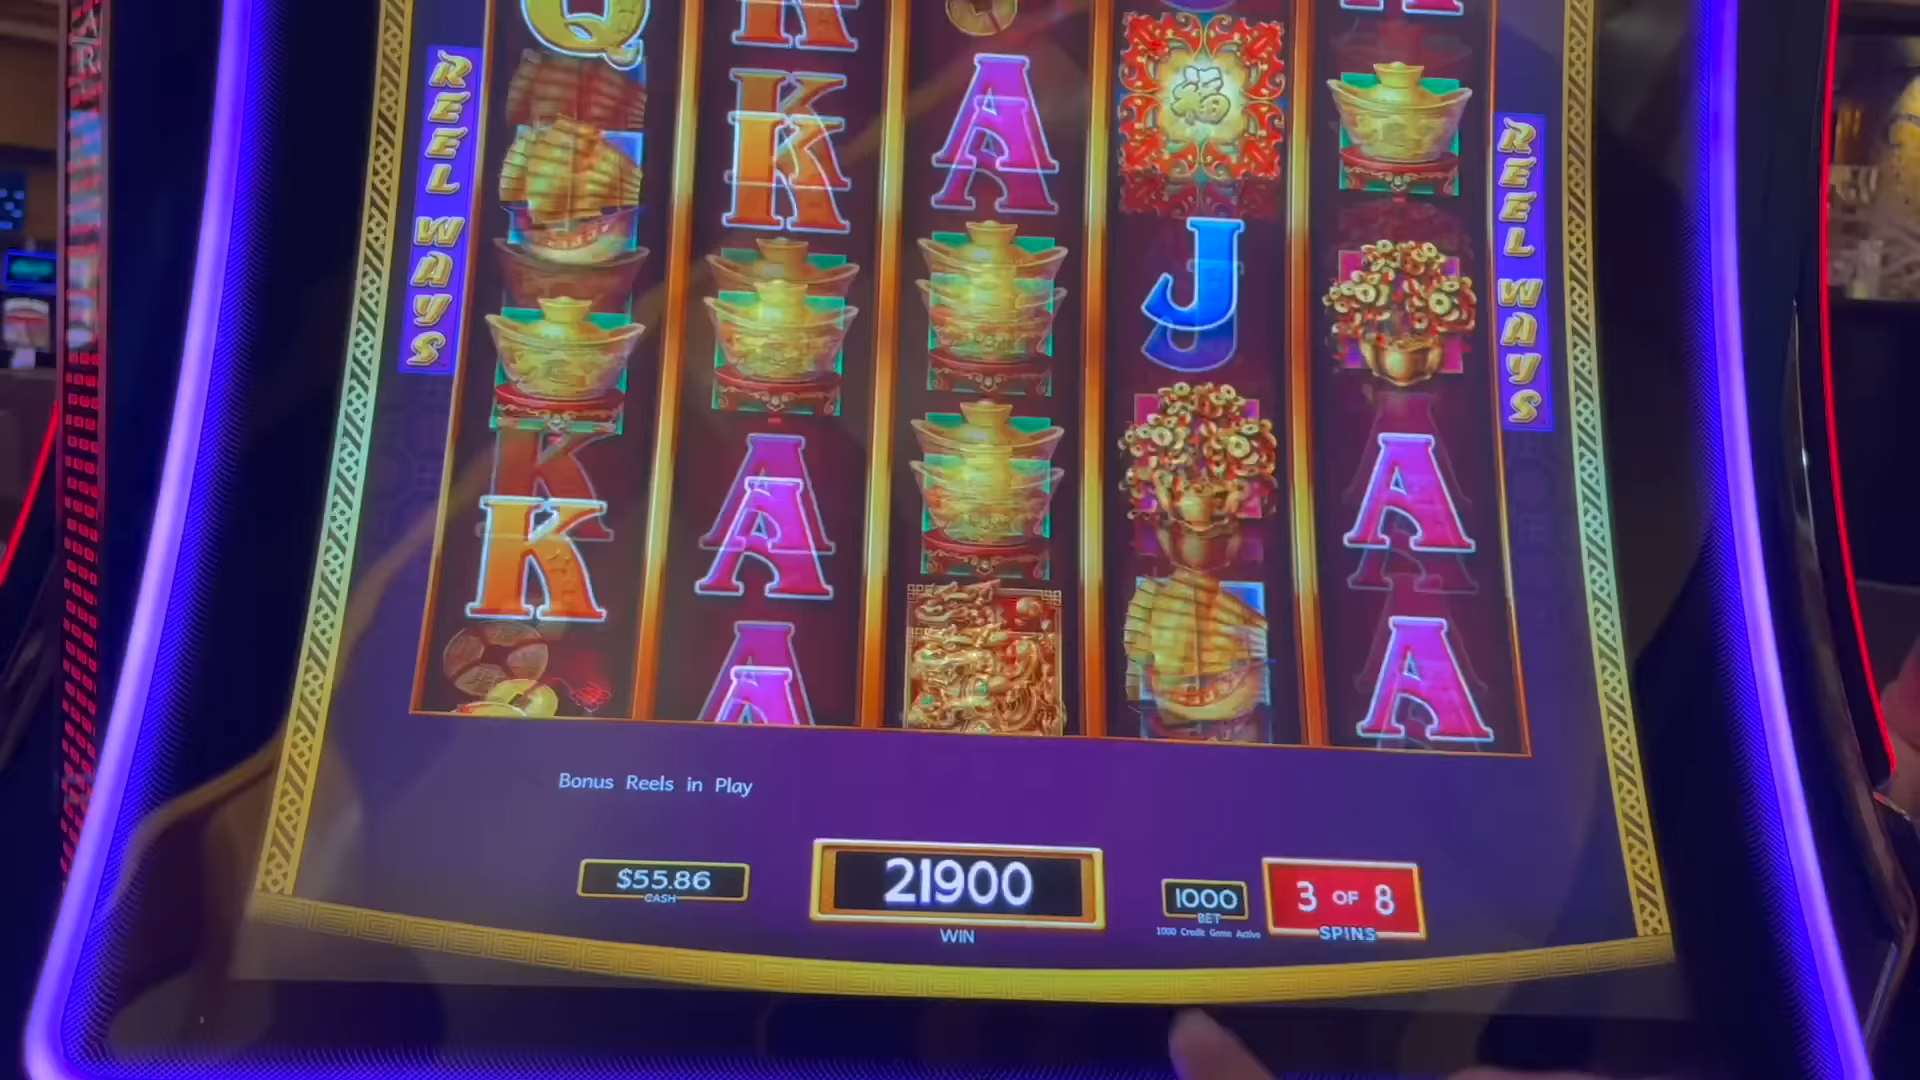 REEL WAYS
REEL WAYS
Q
K
K
A
福
J
K
A
A
A
A
Bonus Reels in Play
$55.86
CASH
21900
WIN
1000
BET
1000 Credit Game Active
3 OF 8
SPINS